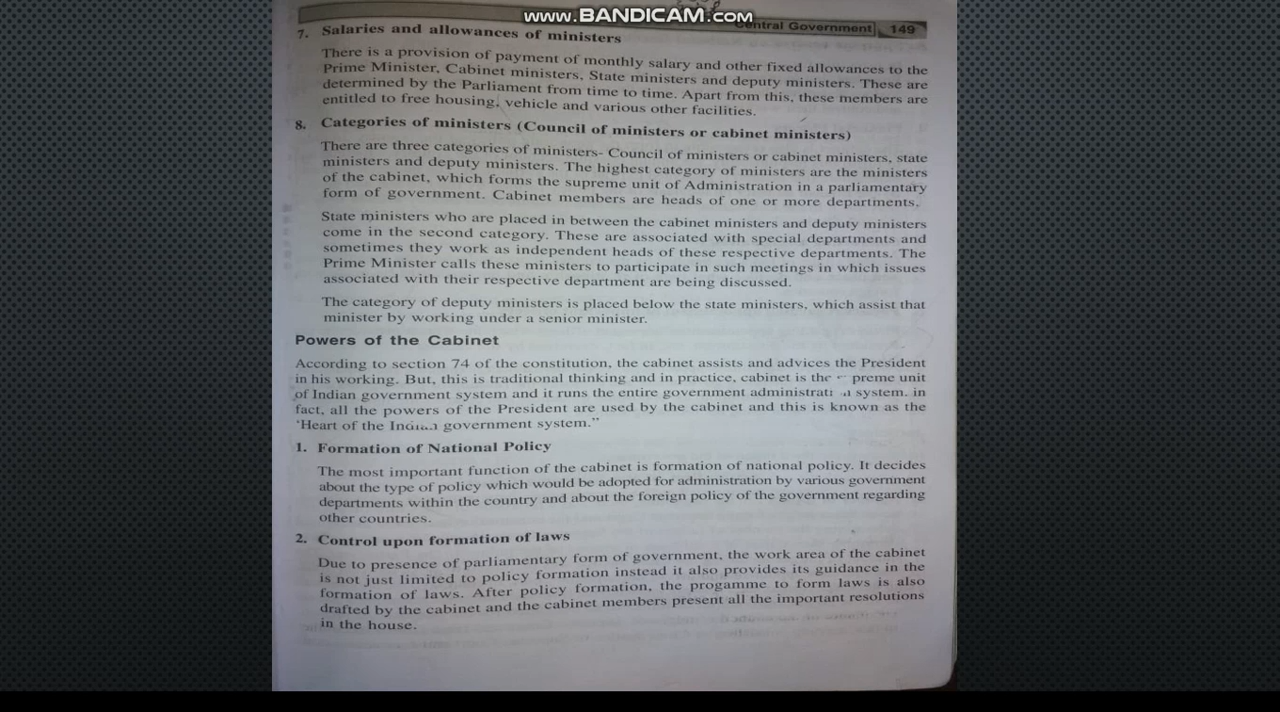 www.BANDICAM.com
Central Government 149
7. Salaries and allowances of ministers
There is a provision of payment of monthly salary and other fixed allowances to the
Prime Minister, Cabinet ministers, State ministers and deputy ministers. These are
determined by the Parliament from time to time. Apart from this, these members are
entitled to free housing, vehicle and various other facilities.
8. Categories of ministers (Council of ministers or cabinet ministers)
There are three categories of ministers- Council of ministers or cabinet ministers, state
ministers and deputy ministers. The highest category of ministers are the ministers
of the cabinet, which forms the supreme unit of Administration in a parliamentary
form of government. Cabinet members are heads of one or more departments.
State ministers who are placed in between the cabinet ministers and deputy ministers
come in the second category. These are associated with special departments and
sometimes they work as independent heads of these respective departments. The
Prime Minister calls these ministers to participate in such meetings in which issues
associated with their respective department are being discussed.
The category of deputy ministers is placed below the state ministers, which assist that
minister by working under a senior minister.
Powers of the Cabinet
According to section 74 of the constitution, the cabinet assists and advices the President
in his working. But, this is traditional thinking and in practice, cabinet is the preme unit
of Indian government system and it runs the entire government system. in
fact, all the powers of the President are used by the cabinet and this is known as the
"Heart of the Indian government system."
1. Formation of National Policy
The most important function of the cabinet is formation of national policy. It decides
about the type of policy which would be adopted for administration by various government
departments within the country and about the foreign policy of the government regarding
other countries.
2. Control upon formation of laws
Due to presence of parliamentary form of government, the work area of the cabinet
is not just limited to policy formation instead it also provides its guidance in the
formation of laws. After policy formation, the progamme to form laws is also
drafted by the cabinet and the cabinet members present all the important resolutions
in the house.